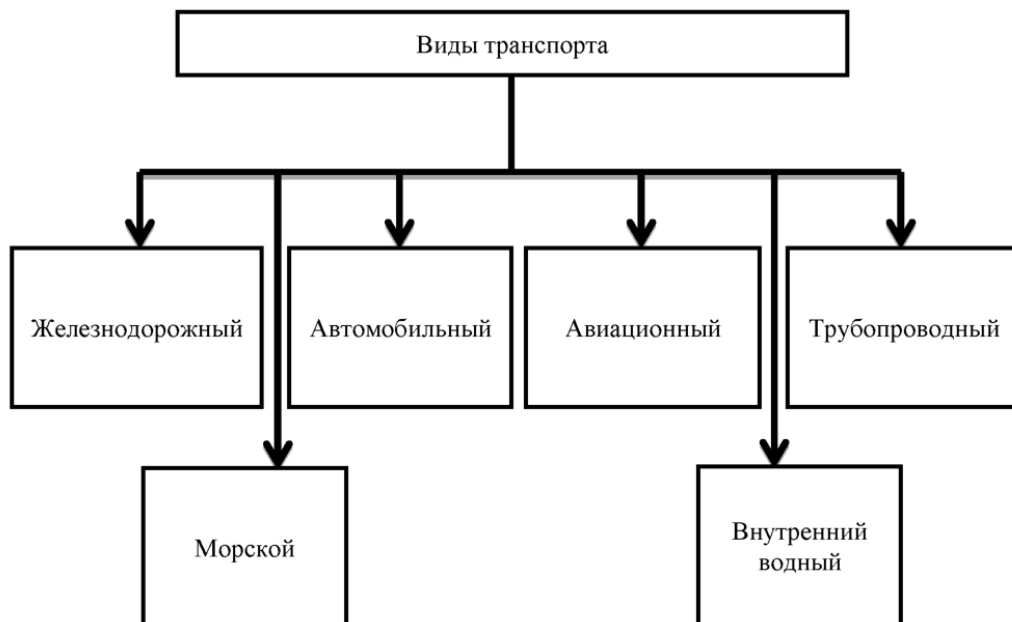 Виды транспорта
Железнодорожный
Автомобильный
Авиационный
Трубопроводный
Морской
Внутренний
водный